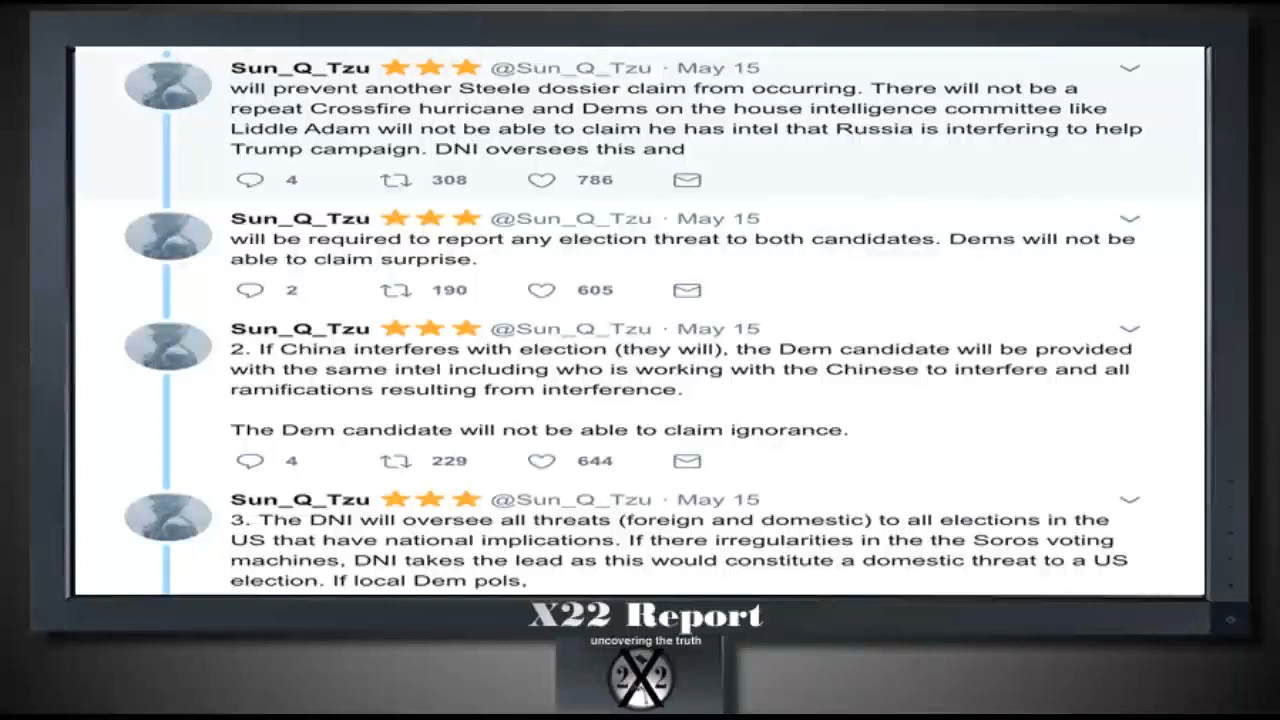 Sun_Q_Tzu ⭐⭐⭐ @Sun_Q_Tzu · May 15
will prevent another Steele dossier claim from occurring. There will not be a
repeat Crossfire hurricane and Dems on the house intelligence committee like
Liddle Adam will not be able to claim he has intel that Russia is interfering to help
Trump campaign. DNI oversees this and
4 308 786
Sun_Q_Tzu ⭐⭐⭐ @Sun_Q_Tzu · May 15
will be required to report any election threat to both candidates. Dems will not be
able to claim surprise.
2 190 605
Sun_Q_Tzu ⭐⭐⭐ @Sun_Q_Tzu · May 15
2. If China interferes with election (they will), the Dem candidate will be provided
with the same intel including who is working with the Chinese to interfere and all
ramifications resulting from interference.
The Dem candidate will not be able to claim ignorance.
4 229 644
Sun_Q_Tzu ⭐⭐⭐ @Sun_Q_Tzu · May 15
3. The DNI will oversee all threats (foreign and domestic) to all elections in the
US that have national implications. If there irregularities in the the Soros voting
machines, DNI takes the lead as this would constitute a domestic threat to a US
election. If local Dem pols,
X22 Report
uncovering the truth
2X2